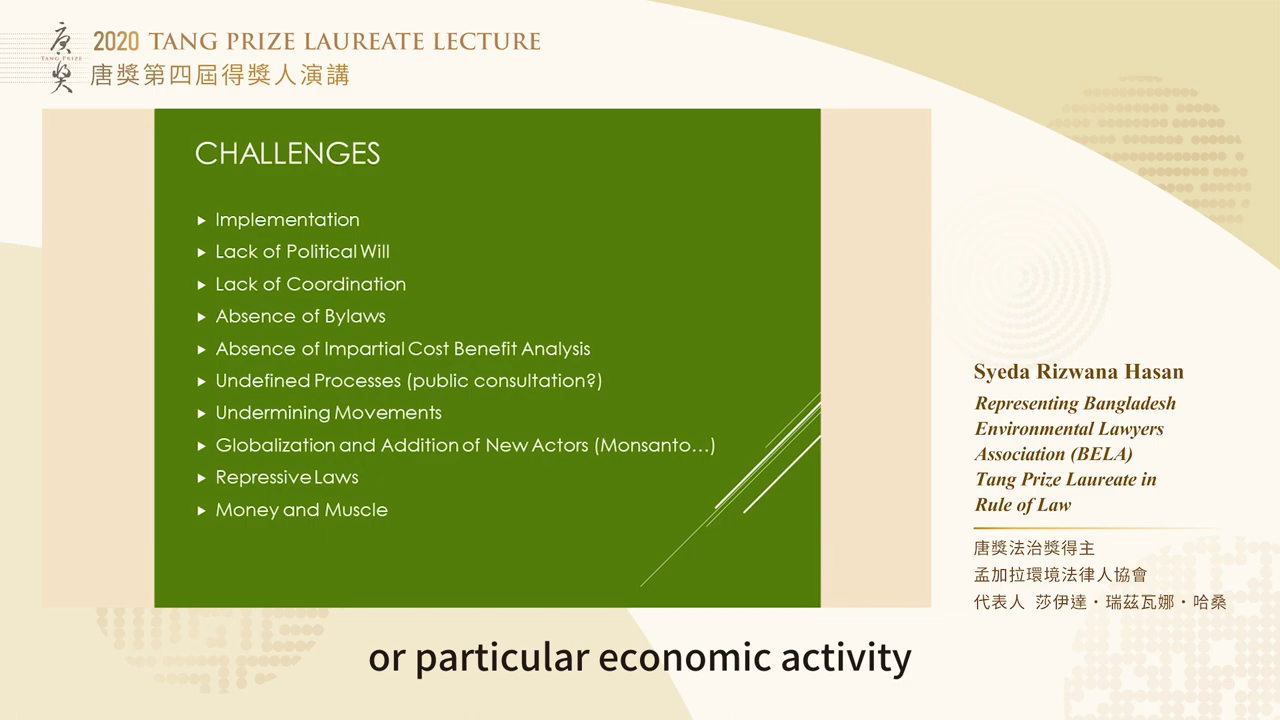 唐獎
TANG PRIZE
2020 TANG PRIZE LAUREATE LECTURE
唐獎第四屆得獎人演講
CHALLENGES
Implementation
Lack of Political Will
Lack of Coordination
Absence of Bylaws
Absence of Impartial Cost Benefit Analysis
Undefined Processes (public consultation?)
Undermining Movements
Globalization and Addition of New Actors (Monsanto...)
Repressive Laws
Money and Muscle
Syeda Rizwana Hasan
Representing Bangladesh
Environmental Lawyers
Association (BELA)
Tang Prize Laureate in
Rule of Law
唐獎法治獎得主
孟加拉環境法律人協會
代表人 莎伊達・瑞茲瓦娜・哈桑
or particular economic activity